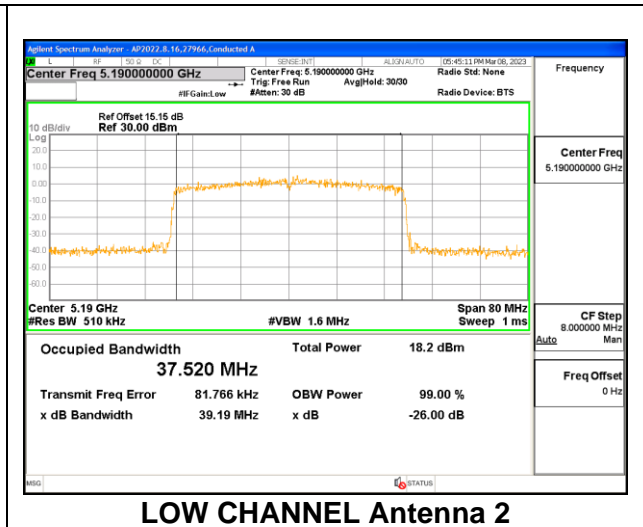 Agilent Spectrum Analyzer - AP2022.8.16,27966,Conducted A
L RF 50 Ω DC SENSE:INT ALIGN AUTO 05:45:11 PM Mar 08, 2023
Center Freq 5.190000000 GHz
Center Freq: 5.190000000 GHz
Radio Std: None
Trig: Free Run Avg|Hold: 30/30
#IFGain:Low
#Atten: 30 dB
Radio Device: BTS
Ref Offset 15.15 dB
10 dB/div Ref 30.00 dBm
Log
20.0
10.0
0.00
-10.0
-20.0
-30.0
-40.0
-50.0
-60.0
Center 5.19 GHz Span 80 MHz
#Res BW 510 kHz #VBW 1.6 MHz Sweep 1 ms
Occupied Bandwidth Total Power 18.2 dBm
37.520 MHz
Transmit Freq Error 81.766 kHz OBW Power 99.00 %
x dB Bandwidth 39.19 MHz x dB -26.00 dB
MSG STATUS
Frequency
Center Freq
5.190000000 GHz
CF Step
8.000000 MHz
Auto Man
Freq Offset
0 Hz
LOW CHANNEL Antenna 2